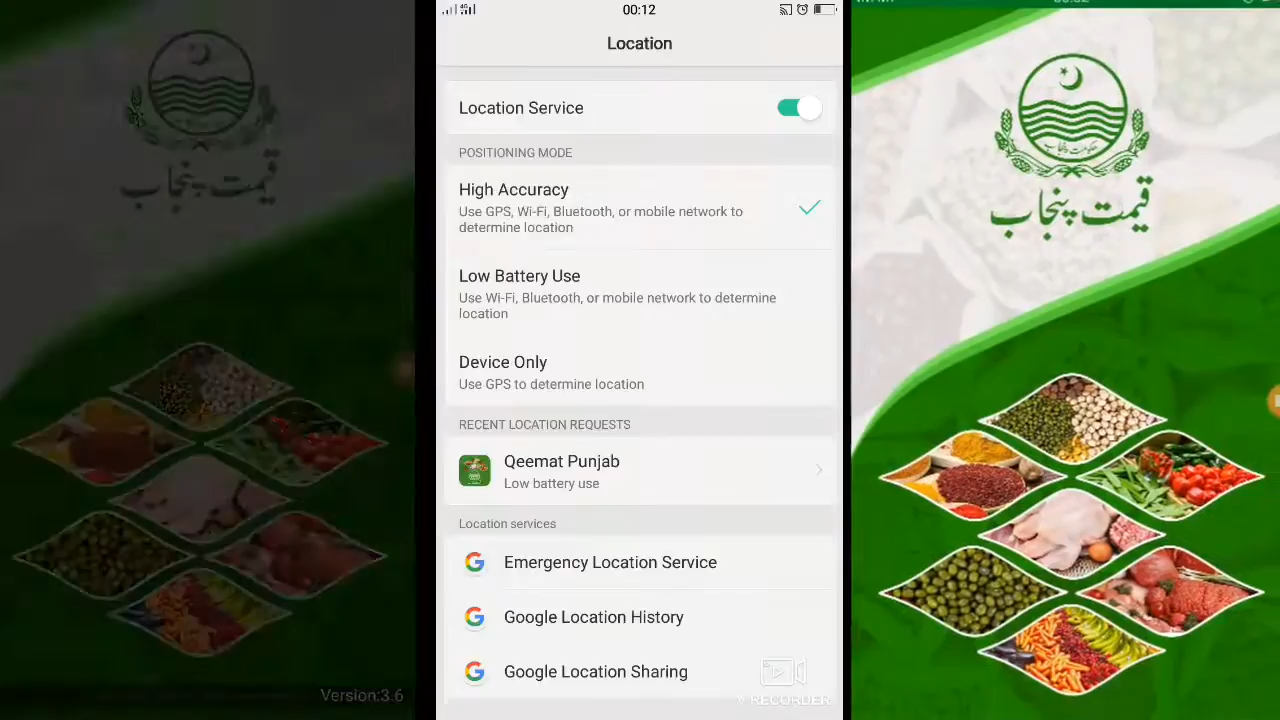 قیمت پنجاب
Version:3.6
00:12
Location
Location Service
POSITIONING MODE
High Accuracy
Use GPS, Wi-Fi, Bluetooth, or mobile network to
determine location
Low Battery Use
Use Wi-Fi, Bluetooth, or mobile network to determine
location
Device Only
Use GPS to determine location
RECENT LOCATION REQUESTS
Qeemat Punjab
Low battery use
Location services
Emergency Location Service
Google Location History
Google Location Sharing
V RECORDER
حکومت پنجاب
قیمت پنجاب